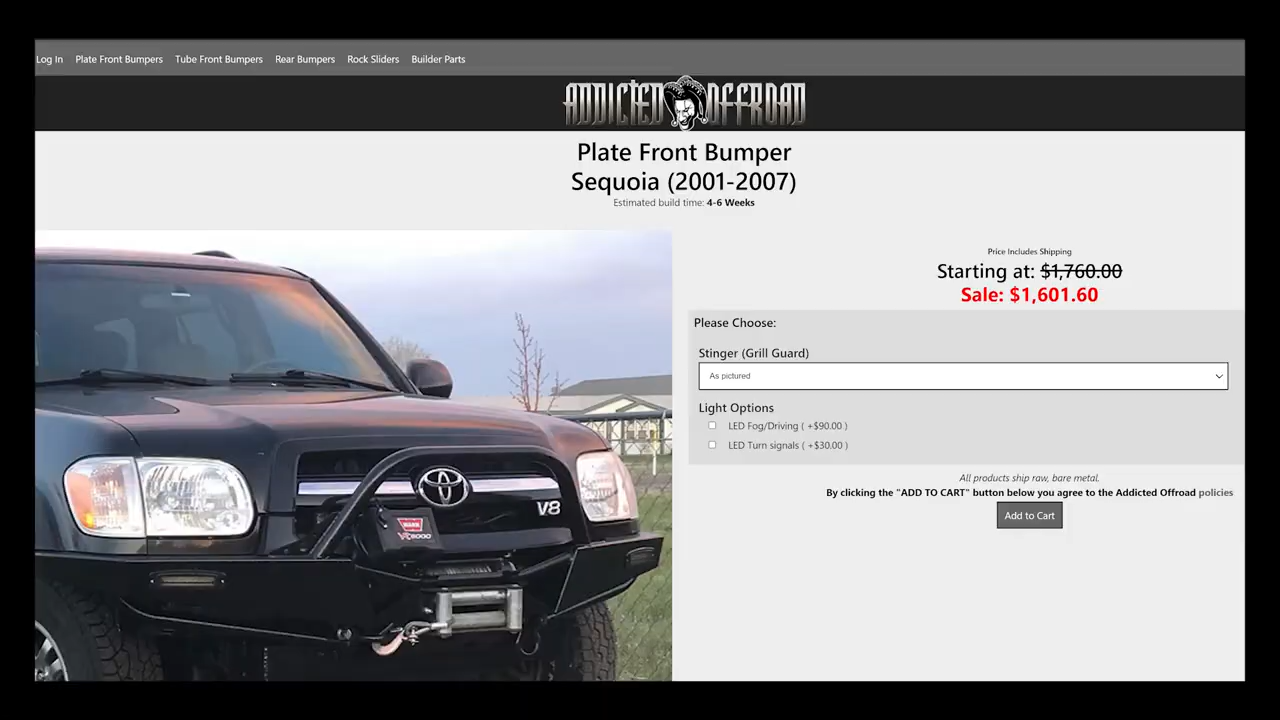 Log In Plate Front Bumpers Tube Front Bumpers Rear Bumpers Rock Sliders Builder Parts
ADDICTED OFFROAD
Plate Front Bumper
Sequoia (2001-2007)
Estimated build time: 4-6 Weeks
Price Includes Shipping
Starting at: $1,760.00
Sale: $1,601.60
Please Choose:
Stinger (Grill Guard)
As pictured
Light Options
LED Fog/Driving ( +$90.00 )
LED Turn signals ( +$30.00 )
All products ship raw, bare metal.
By clicking the "ADD TO CART" button below you agree to the Addicted Offroad policies
Add to Cart
V8
WARN